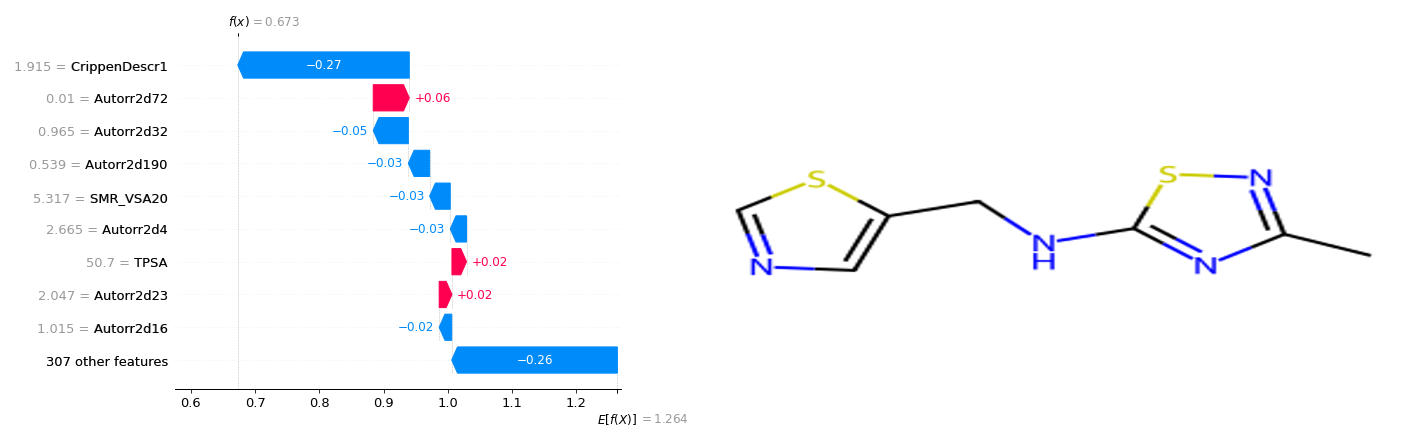 f(x) = 0.673
1.915 = CrippenDescr1
−0.27
0.01 = Autorr2d72
+0.06
0.965 = Autorr2d32
−0.05
0.539 = Autorr2d190
−0.03
5.317 = SMR_VSA20
−0.03
2.665 = Autorr2d4
−0.03
50.7 = TPSA
+0.02
2.047 = Autorr2d23
+0.02
1.015 = Autorr2d16
−0.02
307 other features
−0.26
0.6 0.7 0.8 0.9 1.0 1.1 1.2
E[f(X)] = 1.264
S S N
N N H N